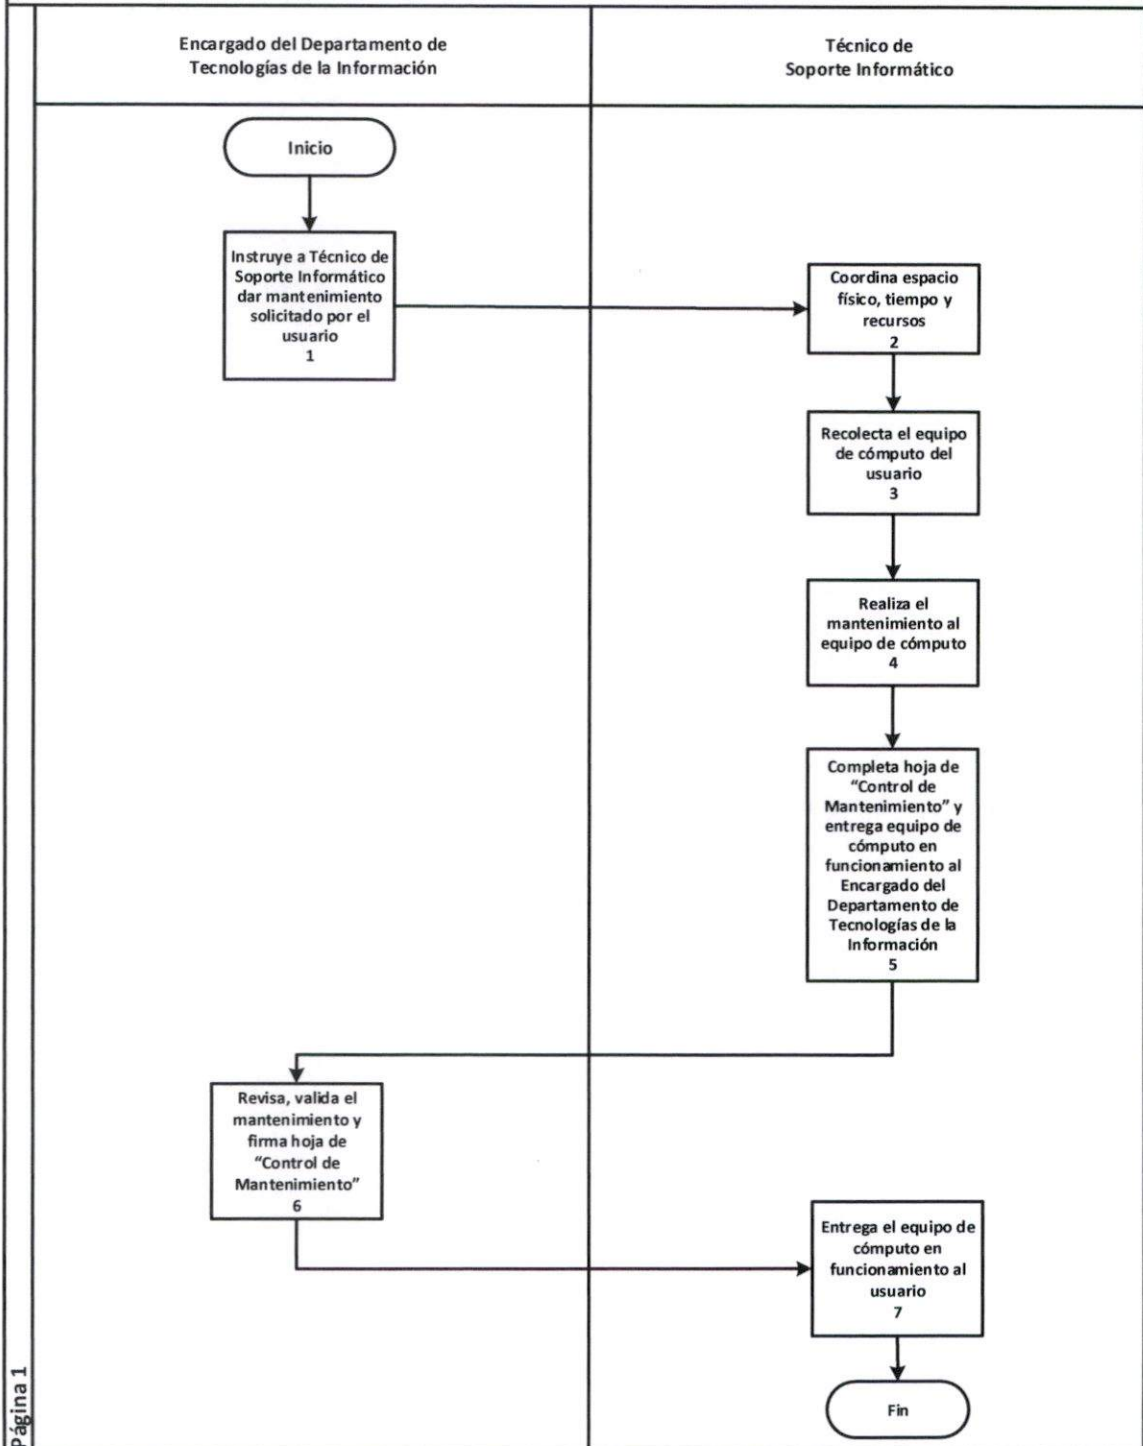 Encargado del Departamento de
Tecnologías de la Información
Técnico de
Soporte Informático
Inicio
Instruye a Técnico de
Soporte Informático
dar mantenimiento
solicitado por el
usuario
1
Coordina espacio
físico, tiempo y
recursos
2
Recolecta el equipo
de cómputo del
usuario
3
Realiza el
mantenimiento al
equipo de cómputo
4
Completa hoja de
“Control de
Mantenimiento” y
entrega equipo de
cómputo en
funcionamiento al
Encargado del
Departamento de
Tecnologías de la
Información
5
Revisa, valida el
mantenimiento y
firma hoja de
“Control de
Mantenimiento”
6
Entrega el equipo de
cómputo en
funcionamiento al
usuario
7
Fin
Página 1